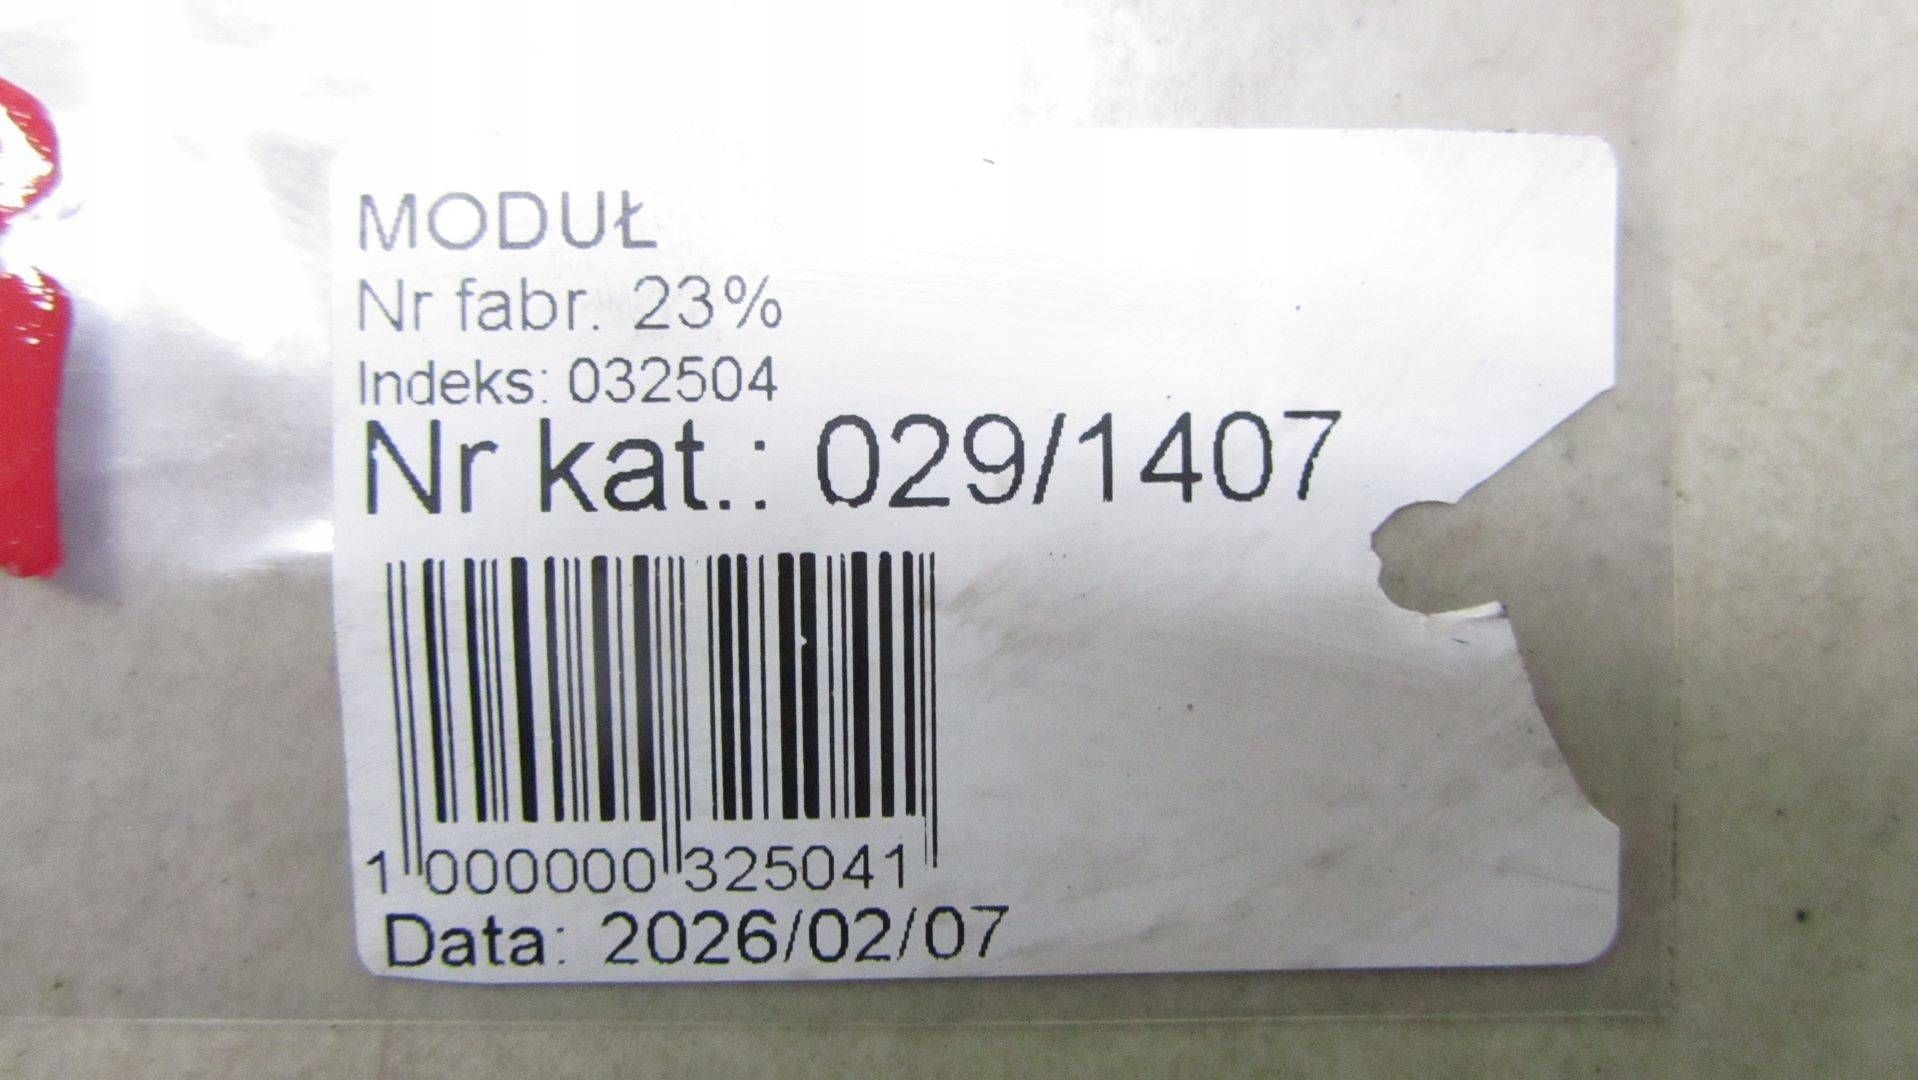 MODUŁ
Nr fabr. 23%
Indeks: 032504
Nr kat.: 029/1407
1 000000 325041
Data: 2026/02/07